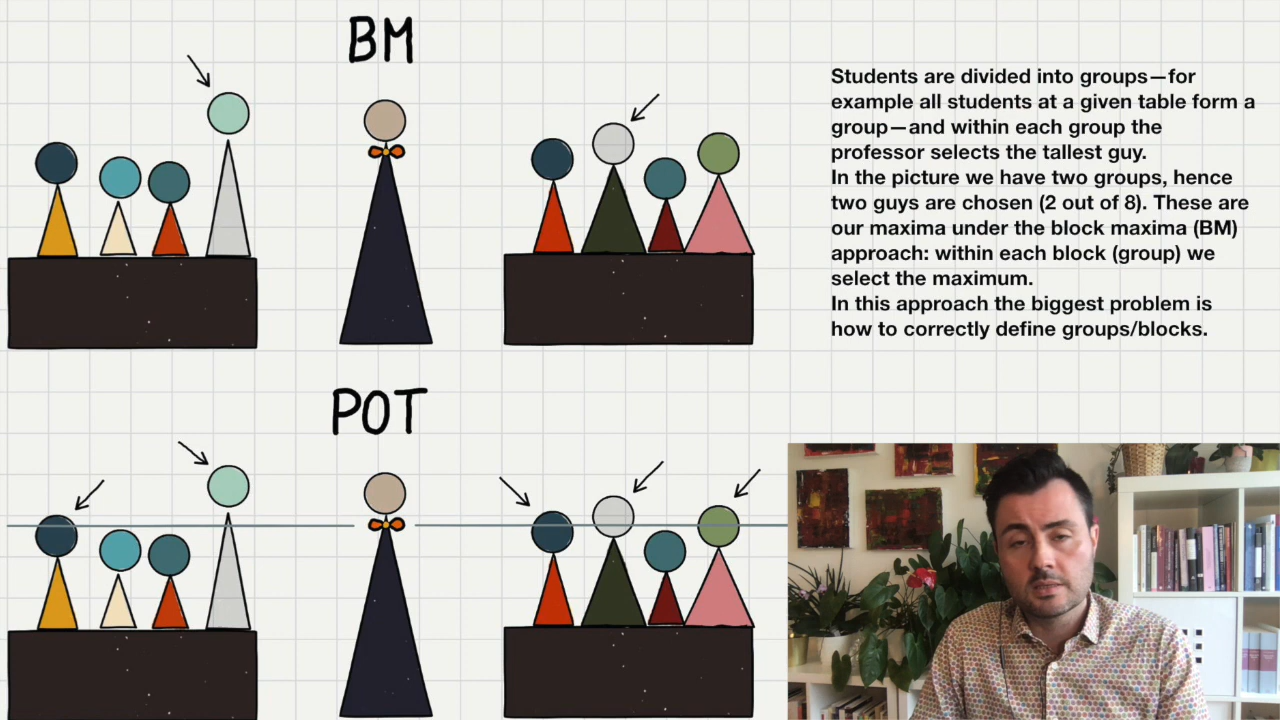 BM
Students are divided into groups—for
example all students at a given table form a
group—and within each group the
professor selects the tallest guy.
In the picture we have two groups, hence
two guys are chosen (2 out of 8). These are
our maxima under the block maxima (BM)
approach: within each block (group) we
select the maximum.
In this approach the biggest problem is
how to correctly define groups/blocks.
POT